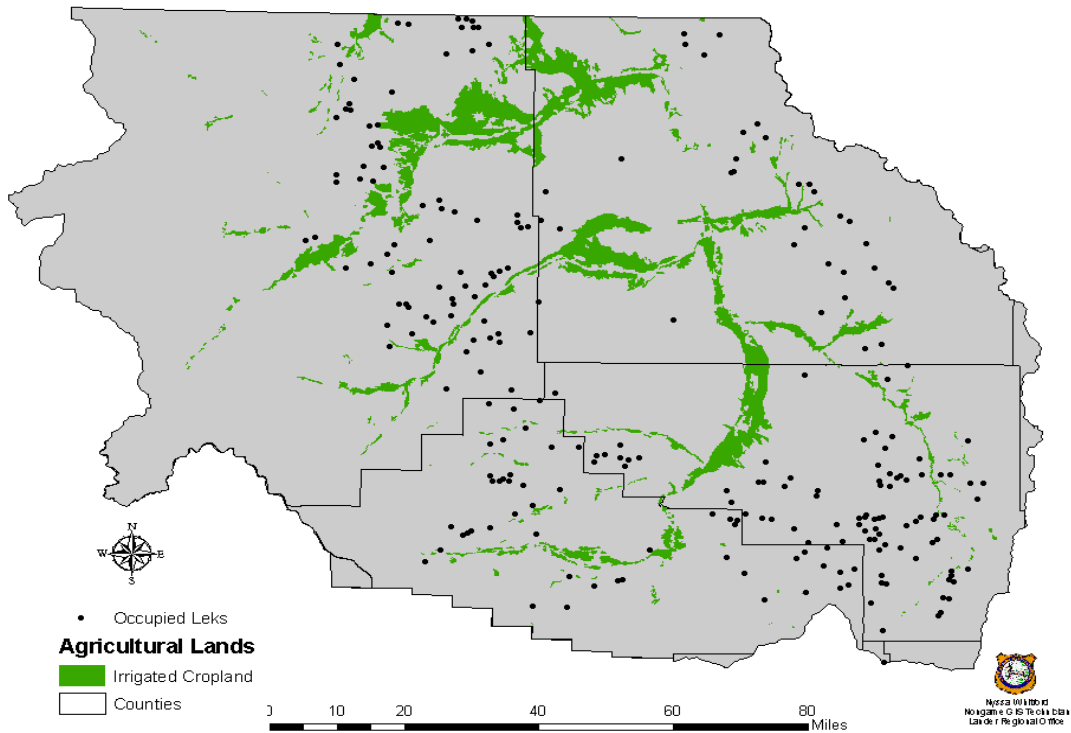 N
W E
S
Occupied Leks
Agricultural Lands
Irrigated Cropland
Counties
0 10 20 40 60 80
Miles
Nyssa Whitford
Nongame GIS Technician
Lander Regional Office